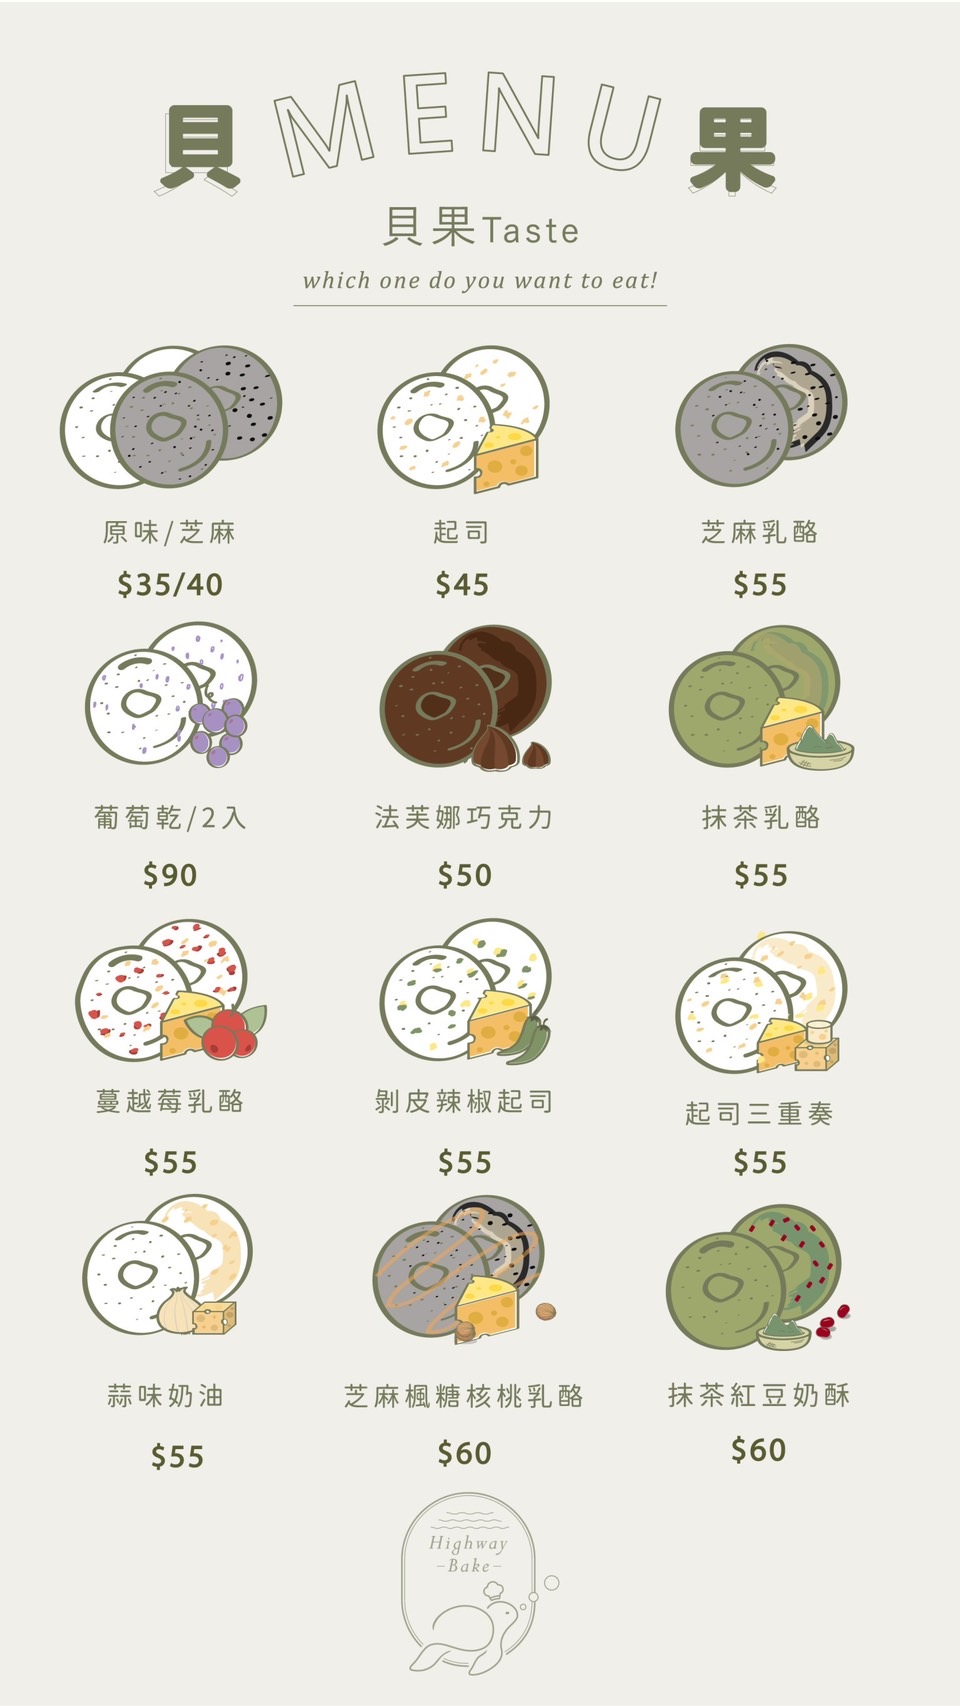 貝 MENU 果
貝果Taste
which one do you want to eat!
原味/芝麻
$35/40
起司
$45
芝麻乳酪
$55
葡萄乾/2入
$90
法芙娜巧克力
$50
抹茶乳酪
$55
蔓越莓乳酪
$55
剝皮辣椒起司
$55
起司三重奏
$55
蒜味奶油
$55
芝麻楓糖核桃乳酪
$60
抹茶紅豆奶酥
$60
Highway
-Bake-